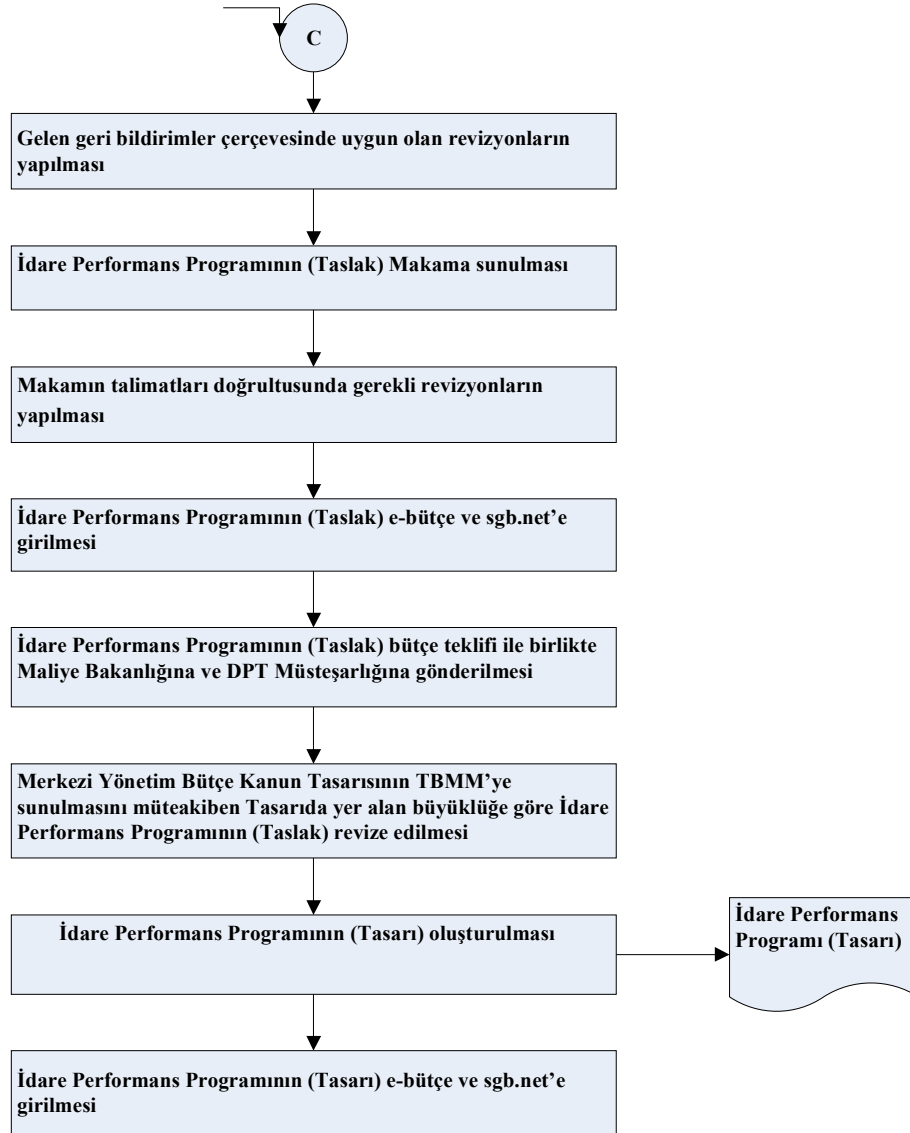 C
Gelen geri bildirimler çerçevesinde uygun olan revizyonların
yapılması
İdare Performans Programının (Taslak) Makama sunulması
Makamın talimatları doğrultusunda gerekli revizyonların
yapılması
İdare Performans Programının (Taslak) e-bütçe ve sgb.net’e
girilmesi
İdare Performans Programının (Taslak) bütçe teklifi ile birlikte
Maliye Bakanlığına ve DPT Müsteşarlığına gönderilmesi
Merkezi Yönetim Bütçe Kanun Tasarısının TBMM’ye
sunulmasını müteakiben Tasarıda yer alan büyüklüğe göre İdare
Performans Programının (Taslak) revize edilmesi
İdare Performans Programının (Tasarı) oluşturulması
İdare Performans
Programı (Tasarı)
İdare Performans Programının (Tasarı) e-bütçe ve sgb.net’e
girilmesi